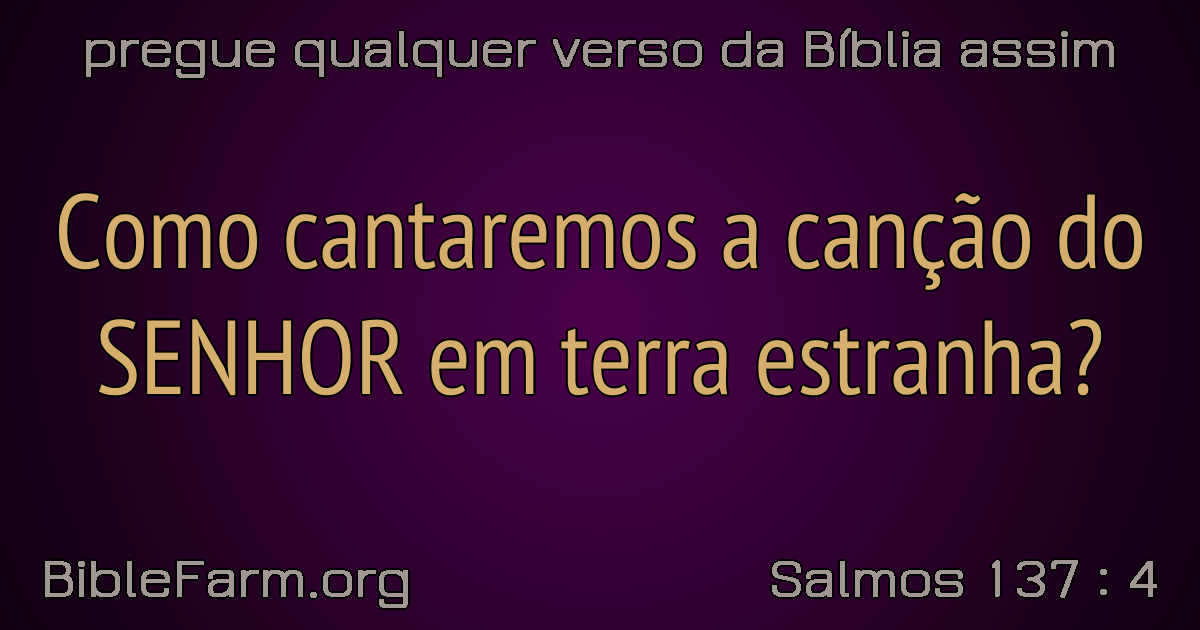 pregue qualquer verso da Bíblia assim
Como cantaremos a canção do
SENHOR em terra estranha?
BibleFarm.org
Salmos 137 : 4